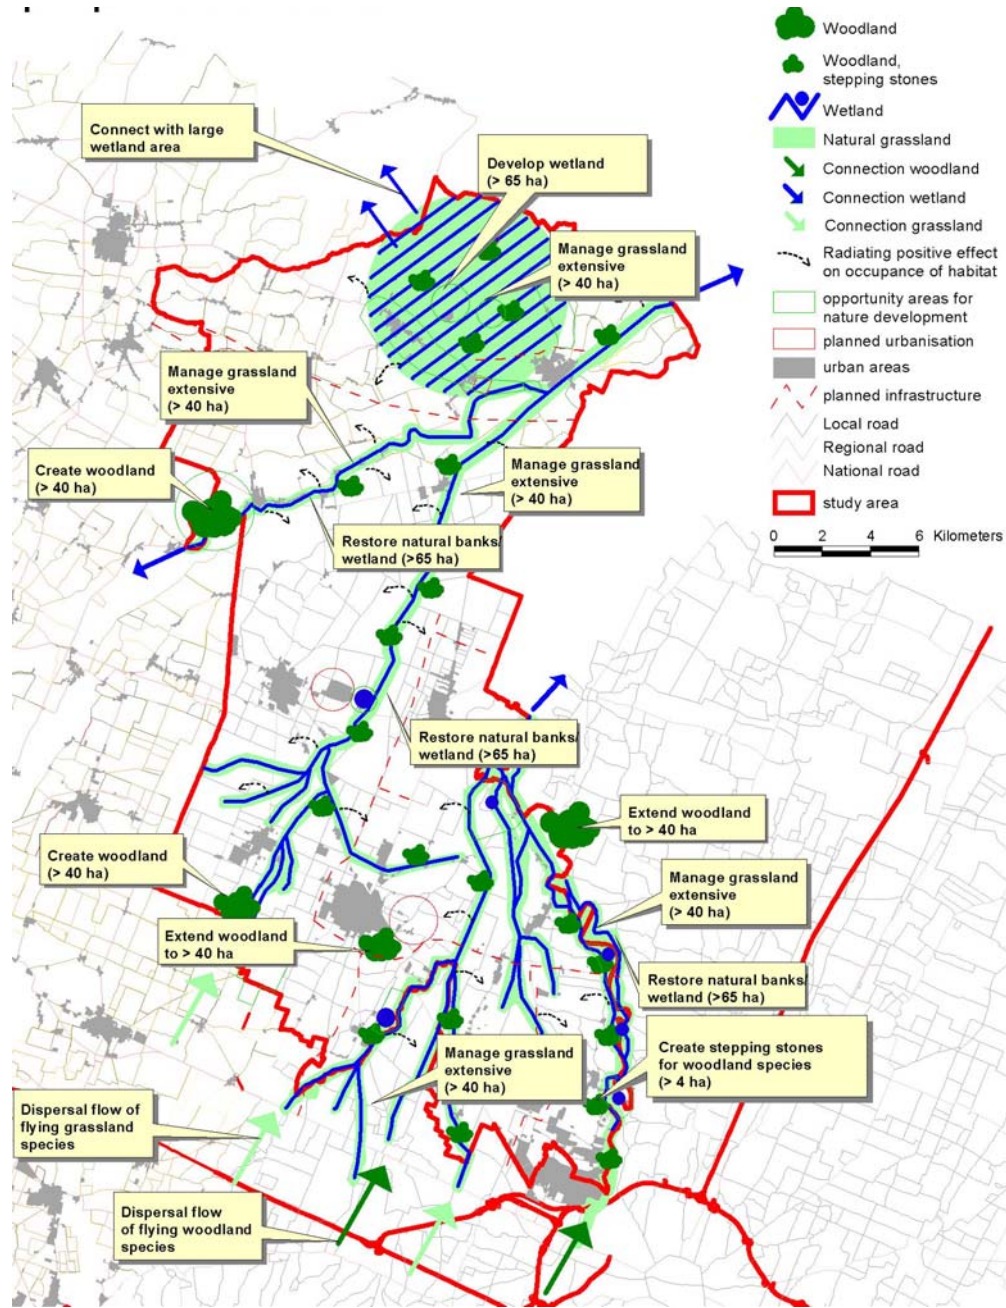 Woodland
Woodland,
stepping stones
Wetland
Natural grassland
Connection woodland
Connection wetland
Connection grassland
Radiating positive effect
on occupance of habitat
opportunity areas for
nature development
planned urbanisation
urban areas
planned infrastructure
Local road
Regional road
National road
study area
0 2 4 6 Kilometers
Connect with large
wetland area
Develop wetland
(> 65 ha)
Manage grassland
extensive
(> 40 ha)
Manage grassland
extensive
(> 40 ha)
Create woodland
(> 40 ha)
Manage grassland
extensive
(> 40 ha)
Restore natural banks/
wetland (>65 ha)
Restore natural banks/
wetland (>65 ha)
Extend woodland
to > 40 ha
Create woodland
(> 40 ha)
Manage grassland
extensive
(> 40 ha)
Extend woodland
to > 40 ha
Restore natural banks/
wetland (>65 ha)
Manage grassland
extensive
(> 40 ha)
Create stepping stones
for woodland species
(> 4 ha)
Dispersal flow of
flying grassland
species
Dispersal flow
of flying woodland
species